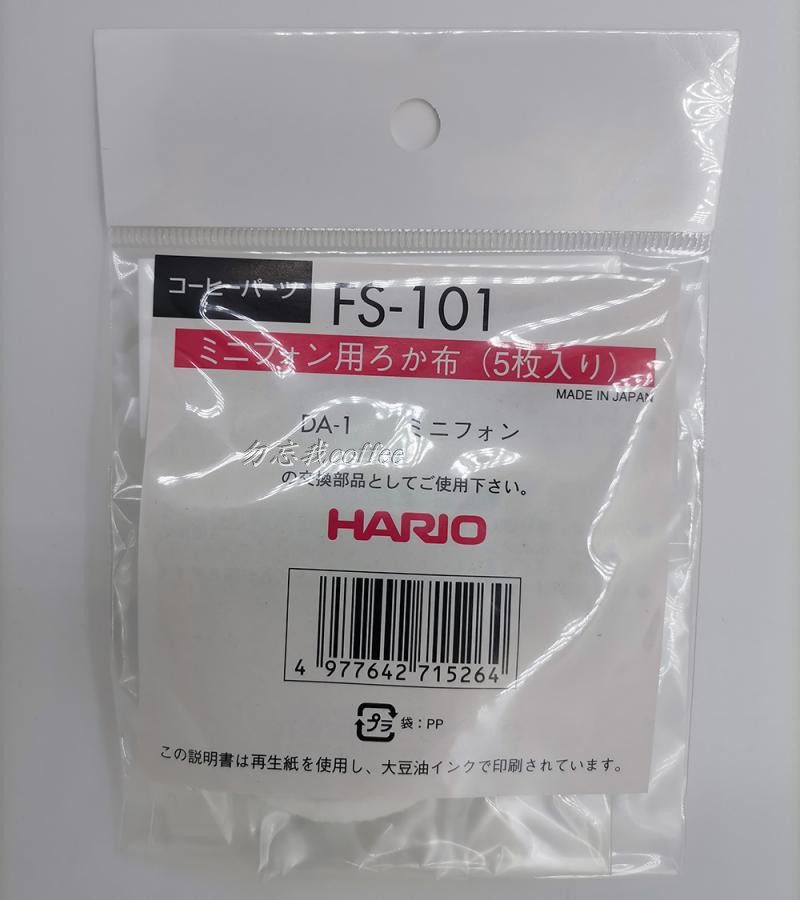 コーヒーパーツ FS-101
ミニフォン用ろか布（5枚入り）
MADE IN JAPAN
DA-1 ミニフォン
勿忘我coffee
の交換部品としてご使用下さい。
HARIO
4 977642 715264
プラ 袋：PP
この説明書は再生紙を使用し、大豆油インクで印刷されています。